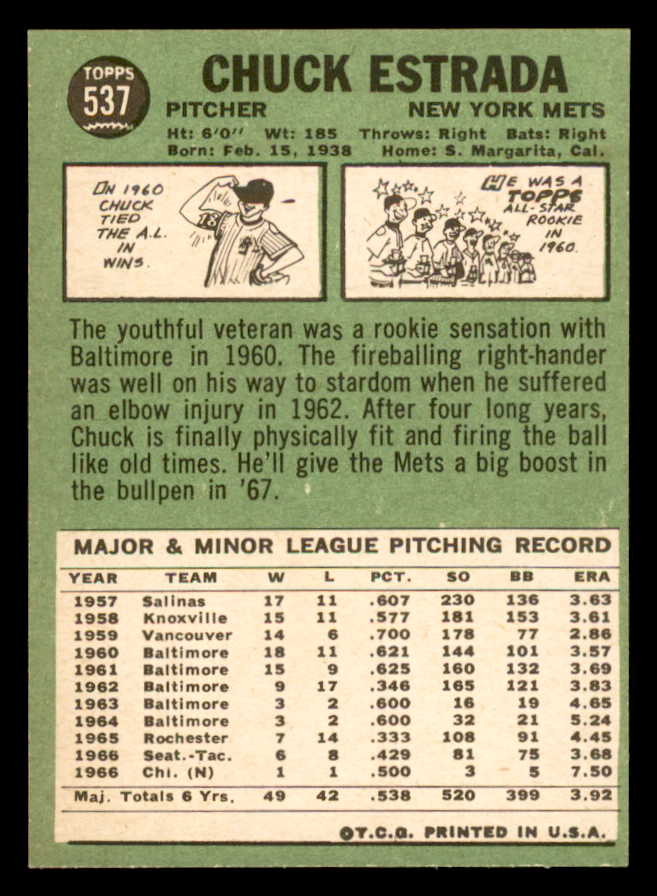 TOPPS
537
CHUCK ESTRADA
PITCHER NEW YORK METS
Ht: 6'0" Wt: 185 Throws: Right Bats: Right
Born: Feb. 15, 1938 Home: S. Margarita, Cal.
IN 1960
CHUCK
TIED
THE A.L.
IN
WINS.
18
HE WAS A
TOPPS
ALL-STAR
ROOKIE
IN
1960.
The youthful veteran was a rookie sensation with
Baltimore in 1960. The fireballing right-hander
was well on his way to stardom when he suffered
an elbow injury in 1962. After four long years,
Chuck is finally physically fit and firing the ball
like old times. He'll give the Mets a big boost in
the bullpen in '67.
MAJOR & MINOR LEAGUE PITCHING RECORD
YEAR TEAM W L PCT. SO BB ERA
1957 Salinas 17 11 .607 230 136 3.63
1958 Knoxville 15 11 .577 181 153 3.61
1959 Vancouver 14 6 .700 178 77 2.86
1960 Baltimore 18 11 .621 144 101 3.57
1961 Baltimore 15 9 .625 160 132 3.69
1962 Baltimore 9 17 .346 165 121 3.83
1963 Baltimore 3 2 .600 16 19 4.65
1964 Baltimore 3 2 .600 32 21 5.24
1965 Rochester 7 14 .333 108 91 4.45
1966 Seat.-Tac. 6 8 .429 81 75 3.68
1966 Chi. (N) 1 1 .500 3 5 7.50
Maj. Totals 6 Yrs. 49 42 .538 520 399 3.92
©T.C.G. PRINTED IN U.S.A.